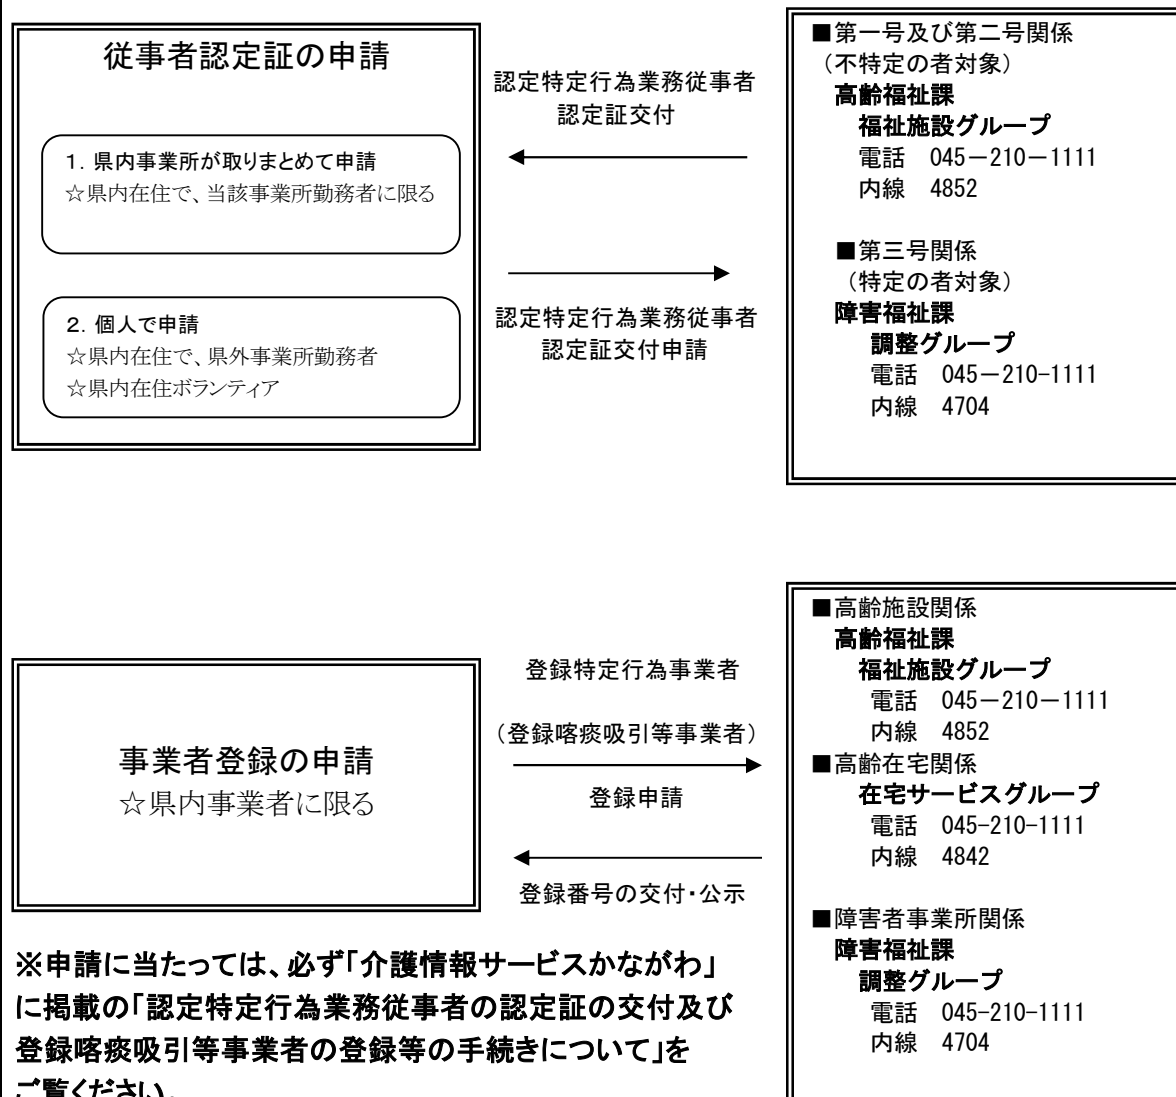 従事者認定証の申請
１．県内事業所が取りまとめて申請
☆県内在住で、当該事業所勤務者に限る
２．個人で申請
☆県内在住で、県外事業所勤務者
☆県内在住ボランティア
認定特定行為業務従事者
認定証交付
認定特定行為業務従事者
認定証交付申請
■第一号及び第二号関係
（不特定の者対象）
高齢福祉課
福祉施設グループ
電話　045－210－1111
内線　4852
■第三号関係
（特定の者対象）
障害福祉課
調整グループ
電話　045－210-1111
内線　4704
事業者登録の申請
☆県内事業者に限る
登録特定行為事業者
（登録喀痰吸引等事業者）
登録申請
登録番号の交付・公示
■高齢施設関係
高齢福祉課
福祉施設グループ
電話　045－210－1111
内線　4852
■高齢在宅関係
在宅サービスグループ
電話　045-210-1111
内線　4842
■障害者事業所関係
障害福祉課
調整グループ
電話　045-210-1111
内線　4704
※申請に当たっては、必ず「介護情報サービスかながわ」
に掲載の「認定特定行為業務従事者の認定証の交付及び
登録喀痰吸引等事業者の登録等の手続きについて」を
ご覧ください。